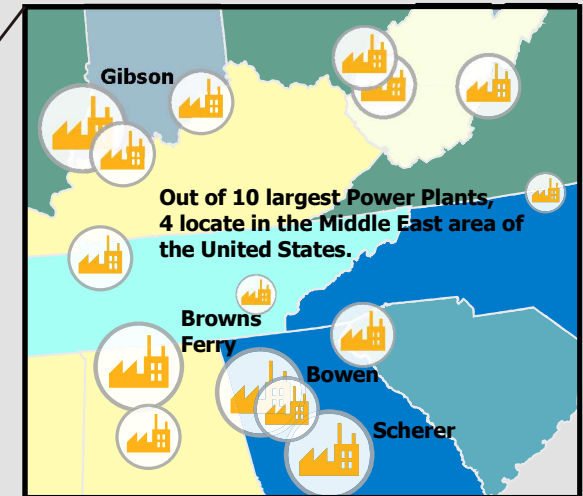 Gibson
Out of 10 largest Power Plants,
4 locate in the Middle East area of
the United States.
Browns
Ferry
Bowen
Scherer